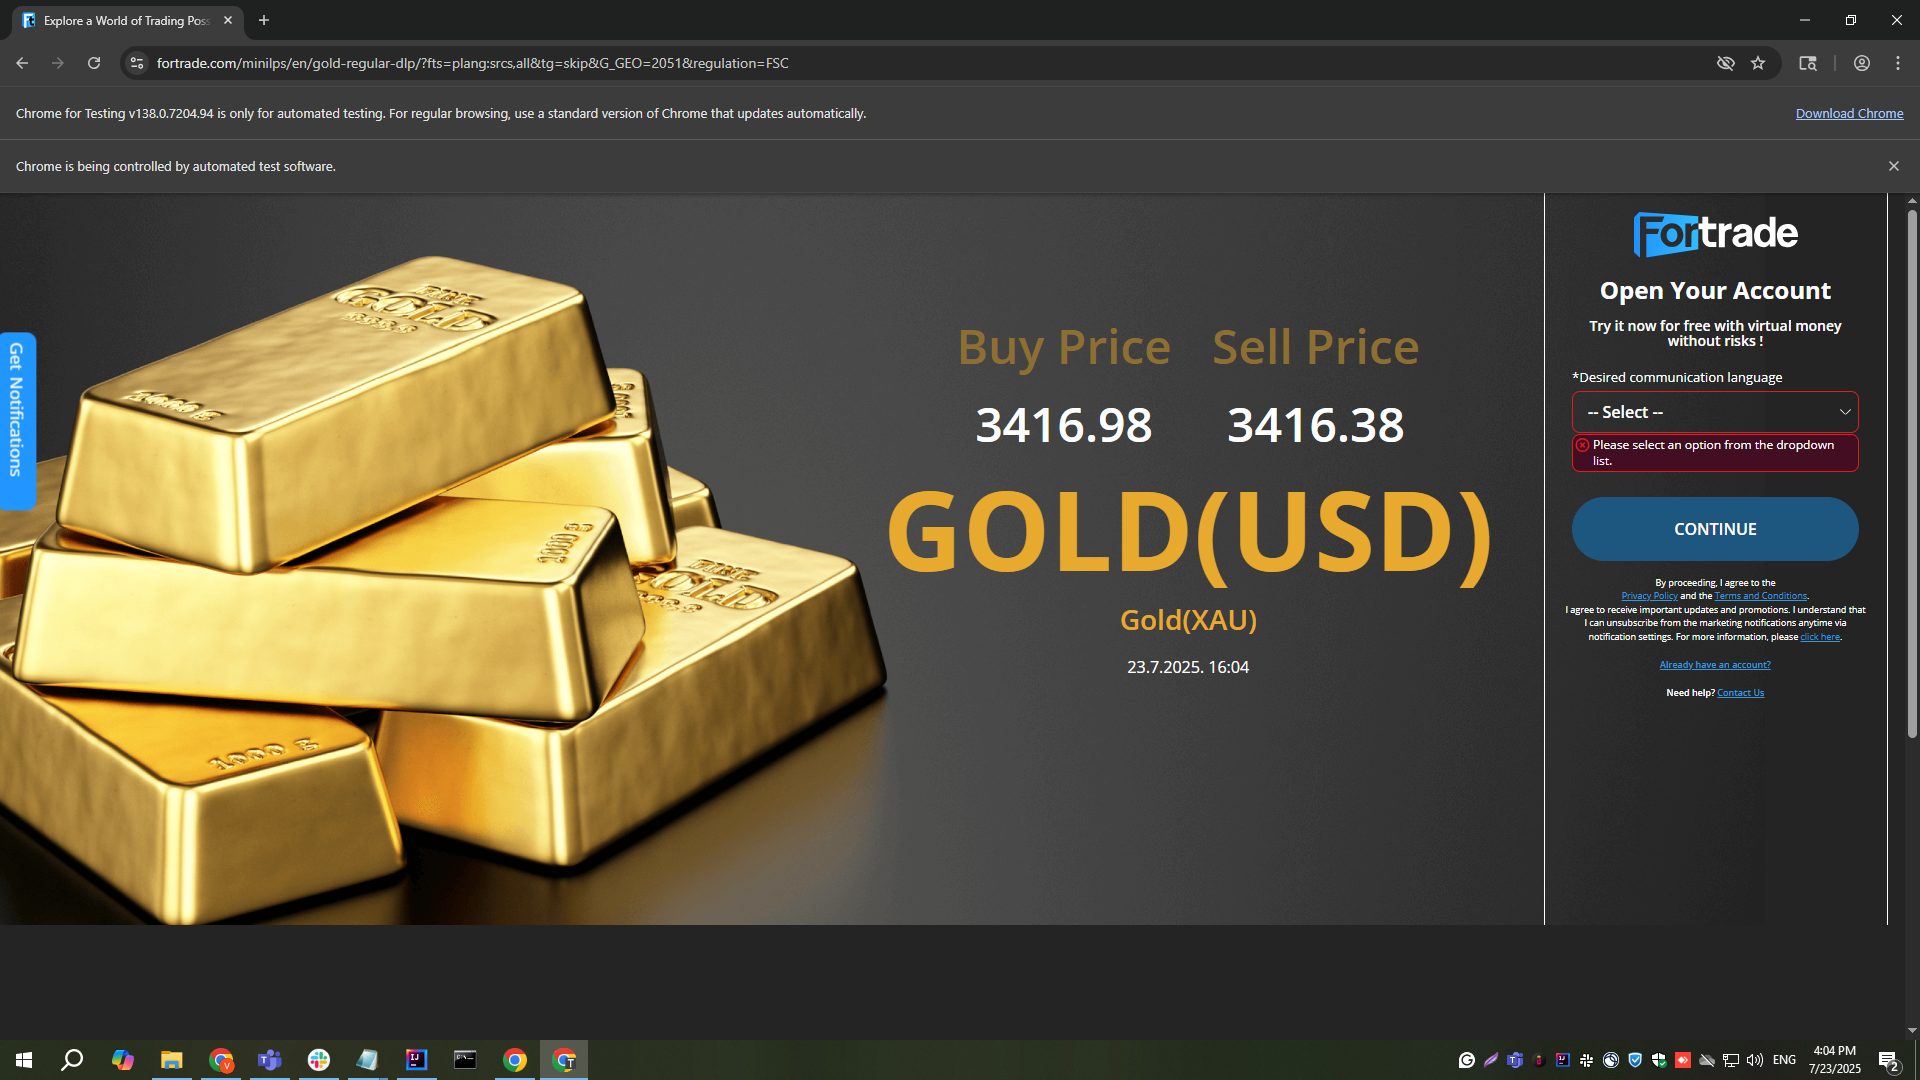 Explore a World of Trading Poss
fortrade.com/minilps/en/gold-regular-dlp/?fts=plang:srcs,all&tg=skip&G_GEO=2051&regulation=FSC
Chrome for Testing v138.0.7204.94 is only for automated testing. For regular browsing, use a standard version of Chrome that updates automatically.
Download Chrome
Chrome is being controlled by automated test software.
Get Notifications
FINE
GOLD
1000 g
FINE
GOLD
1000 g
Buy Price Sell Price
3416.98 3416.38
GOLD(USD)
Gold(XAU)
23.7.2025. 16:04
Fortrade
Open Your Account
Try it now for free with virtual money
without risks !
*Desired communication language
-- Select --
Please select an option from the dropdown
list.
CONTINUE
By proceeding, I agree to the
Privacy Policy and the Terms and Conditions.
I agree to receive important updates and promotions. I understand that
I can unsubscribe from the marketing notifications anytime via
notification settings. For more information, please click here.
Already have an account?
Need help? Contact Us
ENG
4:04 PM
7/23/2025
2